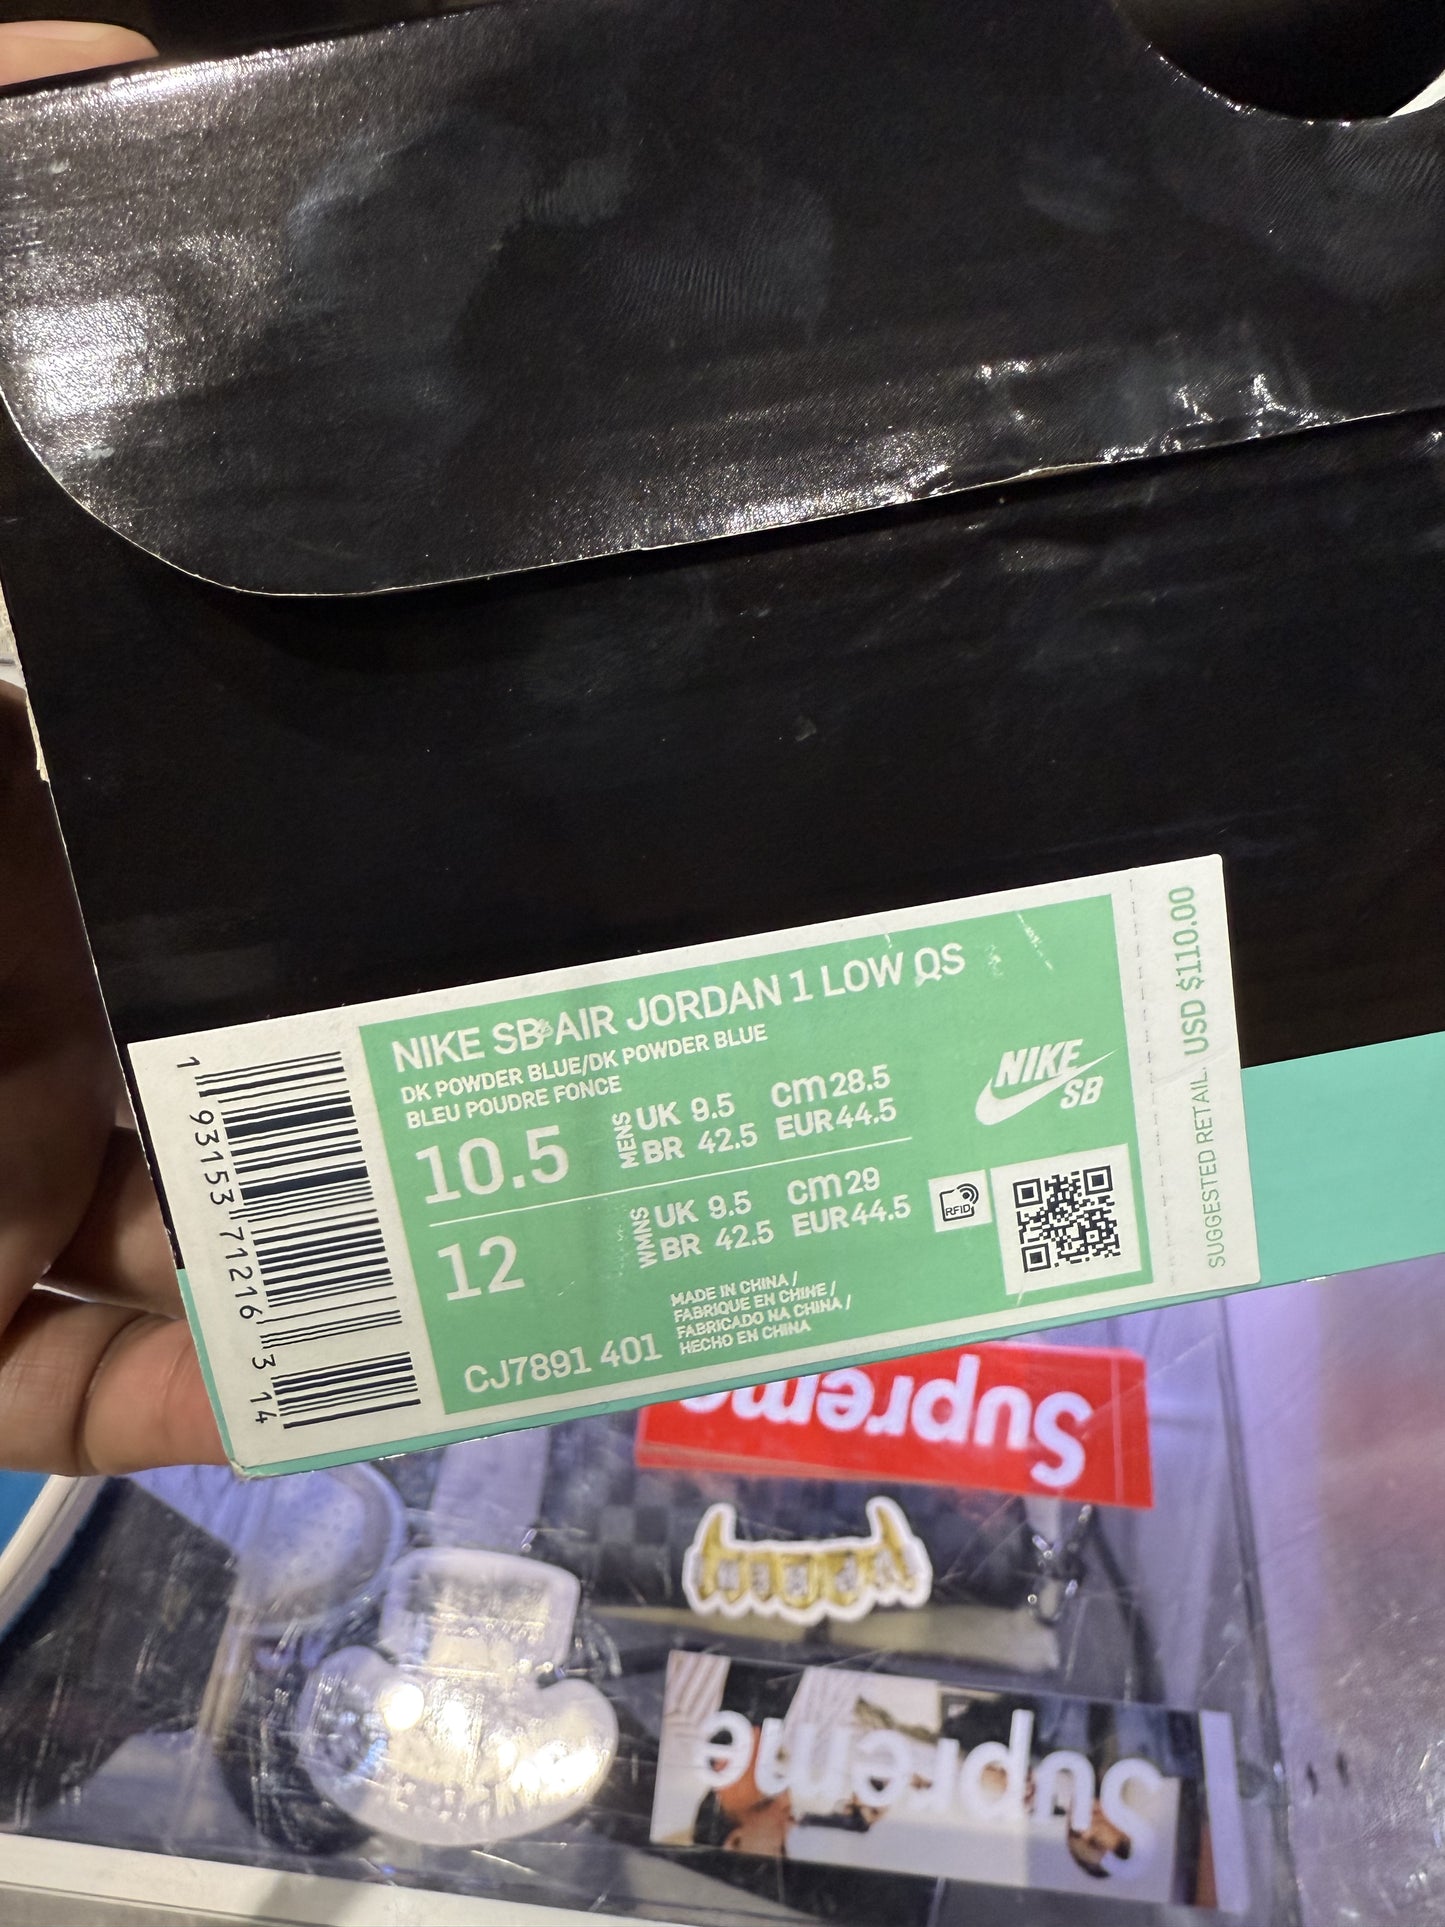 NIKE SB AIR JORDAN 1 LOW QS
DK POWDER BLUE/DK POWDER BLUE
BLEU POUDRE FONCE
10.5
MENS
UK 9.5
cm 28.5
BR 42.5
EUR 44.5
12
WMNS
UK 9.5
cm 29
BR 42.5
EUR 44.5
CJ7891 401
MADE IN CHINA /
FABRIQUE EN CHINE /
FABRICADO NA CHINA /
HECHO EN CHINA
NIKE
SB
RFID
SUGGESTED RETAIL. USD $110.00
1 93153 71216 3 14
Supreme
Supreme